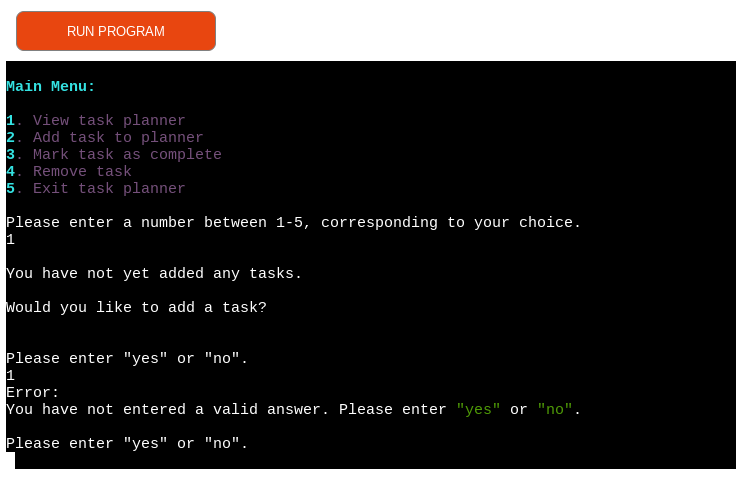 RUN PROGRAM
Main Menu:
1. View task planner
2. Add task to planner
3. Mark task as complete
4. Remove task
5. Exit task planner
Please enter a number between 1-5, corresponding to your choice.
1
You have not yet added any tasks.
Would you like to add a task?
Please enter "yes" or "no".
1
Error:
You have not entered a valid answer. Please enter "yes" or "no".
Please enter "yes" or "no".